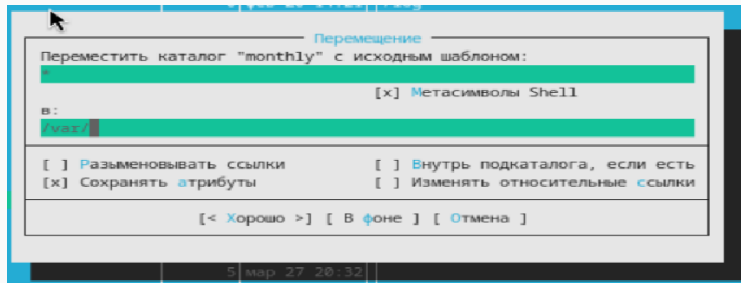 Перемещение
Переместить каталог "monthly" с исходным шаблоном:
*
[x] Метасимволы Shell
в:
/var/
[ ] Разыменовывать ссылки [ ] Внутрь подкаталога, если есть
[x] Сохранять атрибуты [ ] Изменять относительные ссылки
[< Хорошо >] [ В фоне ] [ Отмена ]
5 мар 27 20:32